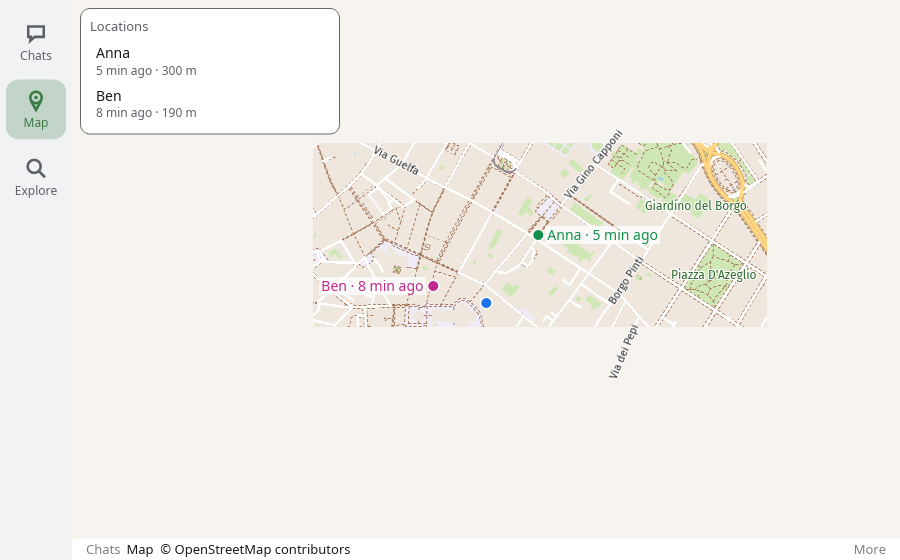 Chats
Map
Explore
Locations
Anna
5 min ago · 300 m
Ben
8 min ago · 190 m
Via Guelfa
Via Gino Capponi
Giardino del Borgo
Anna · 5 min ago
Piazza D'Azeglio
Borgo Pinti
Ben · 8 min ago
Via dei Pepi
Chats Map © OpenStreetMap contributors More